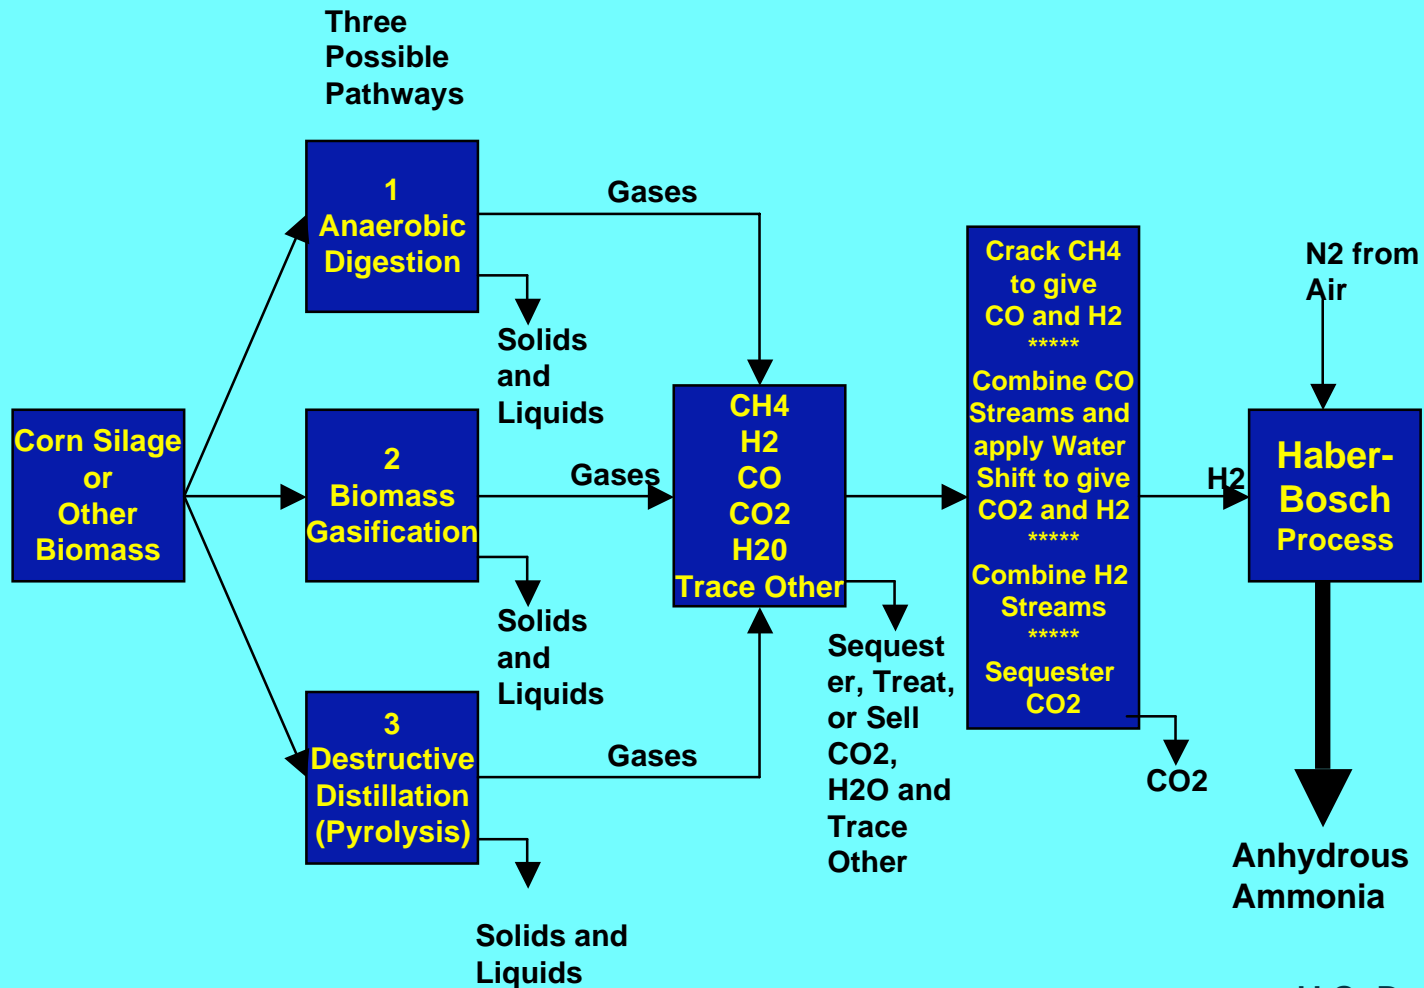 Three
Possible
Pathways
1
Anaerobic
Digestion
Gases
Solids
and
Liquids
Corn Silage
or
Other
Biomass
2
Biomass
Gasification
Gases
Solids
and
Liquids
3
Destructive
Distillation
(Pyrolysis)
Gases
Solids and
Liquids
CH4
H2
CO
CO2
H20
Trace Other
Sequest
er, Treat,
or Sell
CO2,
H2O and
Trace
Other
Crack CH4
to give
CO and H2
*****
Combine CO
Streams and
apply Water
Shift to give
CO2 and H2
*****
Combine H2
Streams
*****
Sequester
CO2
CO2
H2
N2 from
Air
Haber-
Bosch
Process
Anhydrous
Ammonia